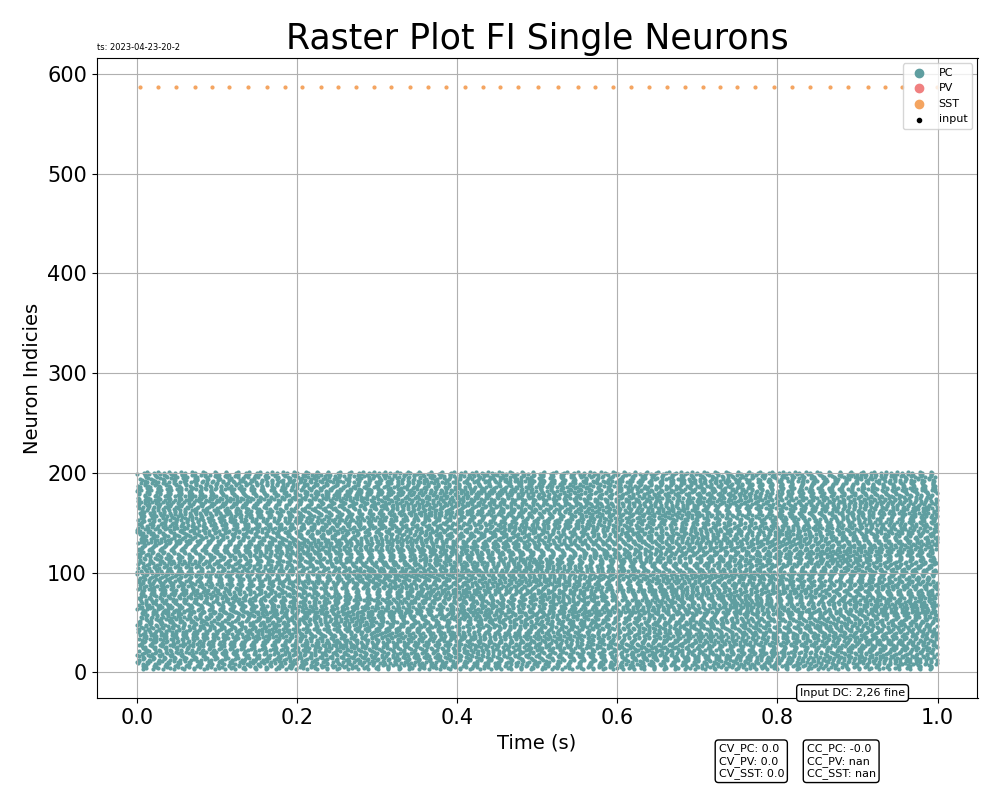 Raster Plot FI Single Neurons
ts: 2023-04-23-20-2
600
500
400
300
200
100
0
Neuron Indicies
PC
PV
SST
input
Input DC: 2,26 fine
0.0 0.2 0.4 0.6 0.8 1.0
Time (s)
CV_PC: 0.0
CV_PV: 0.0
CV_SST: 0.0
CC_PC: -0.0
CC_PV: nan
CC_SST: nan